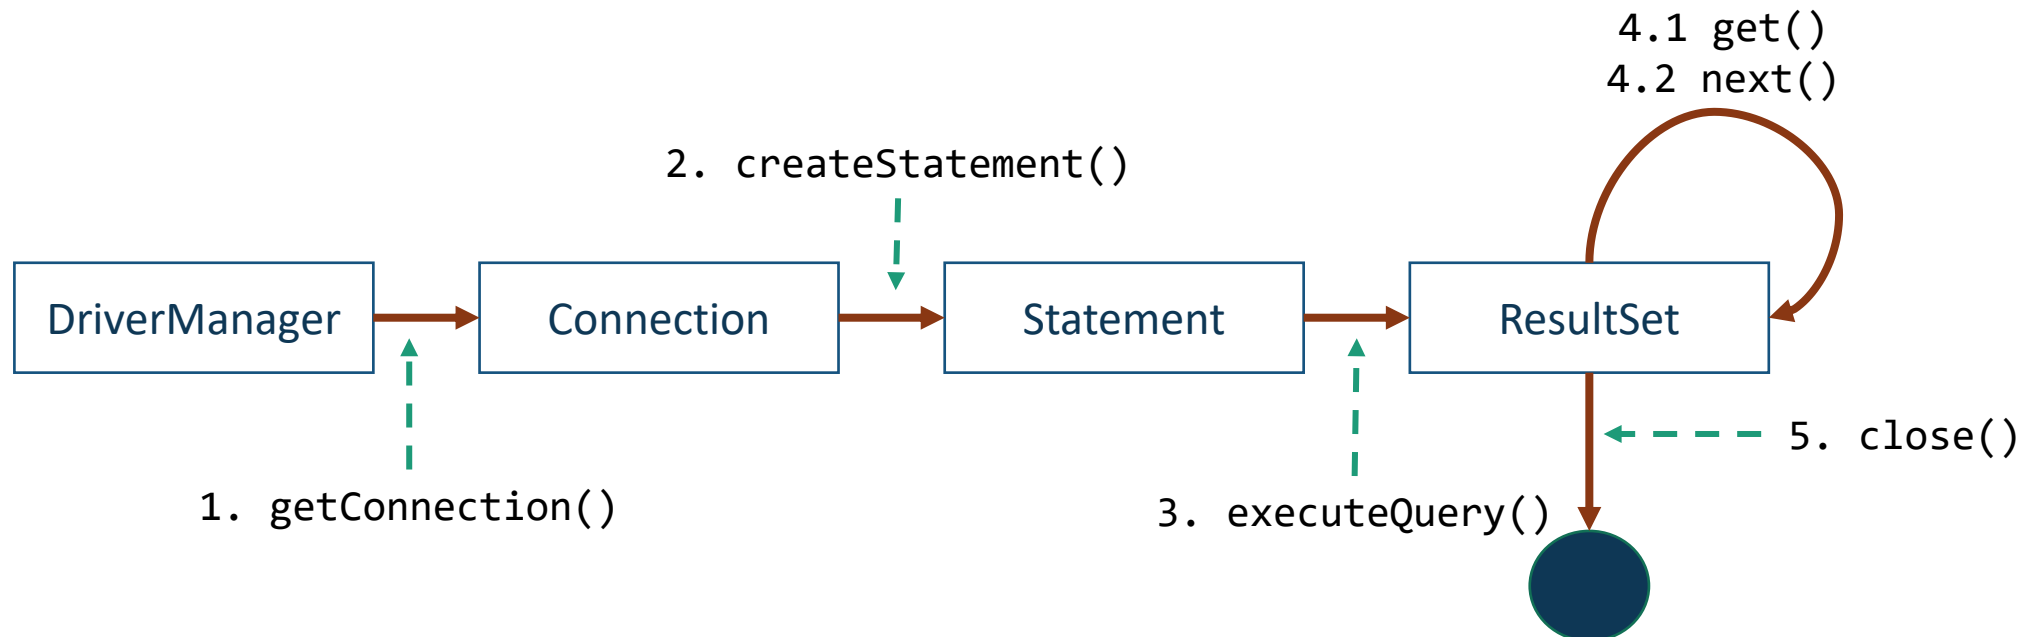 4.1 get()
4.2 next()
2. createStatement()
DriverManager
Connection
Statement
ResultSet
5. close()
1. getConnection()
3. executeQuery()